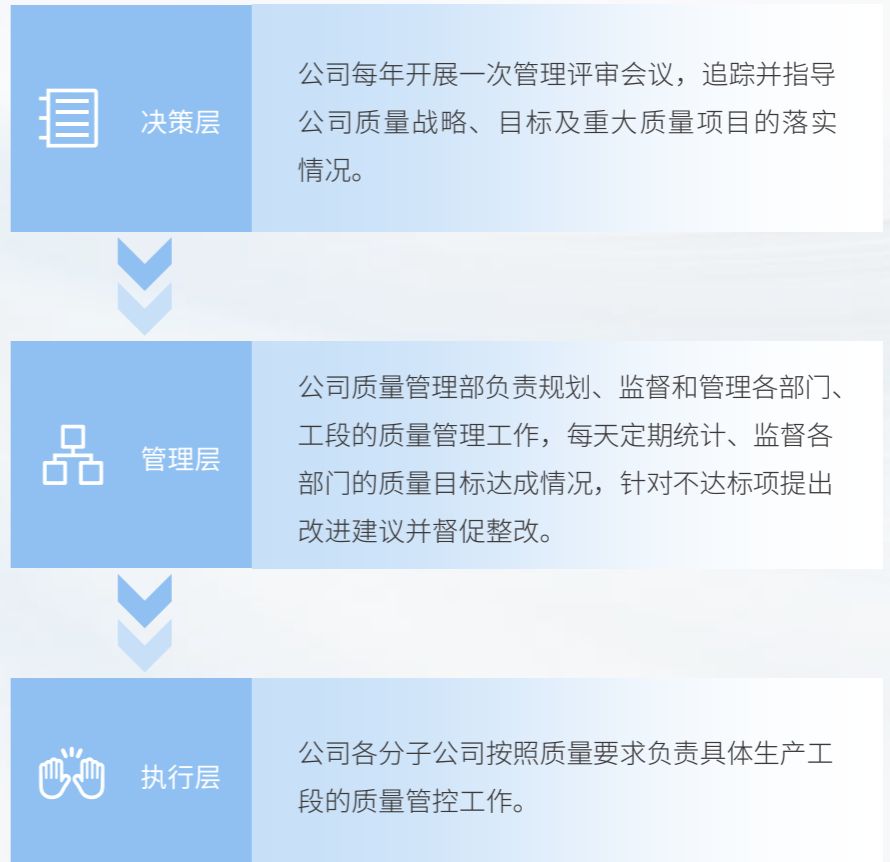 决策层
公司每年开展一次管理评审会议，追踪并指导
公司质量战略、目标及重大质量项目的落实
情况。
管理层
公司质量管理部负责规划、监督和管理各部门、
工段的质量管理工作，每天定期统计、监督各
部门的质量目标达成情况，针对不达标项提出
改进建议并督促整改。
执行层
公司各分子公司按照质量要求负责具体生产工
段的质量管控工作。